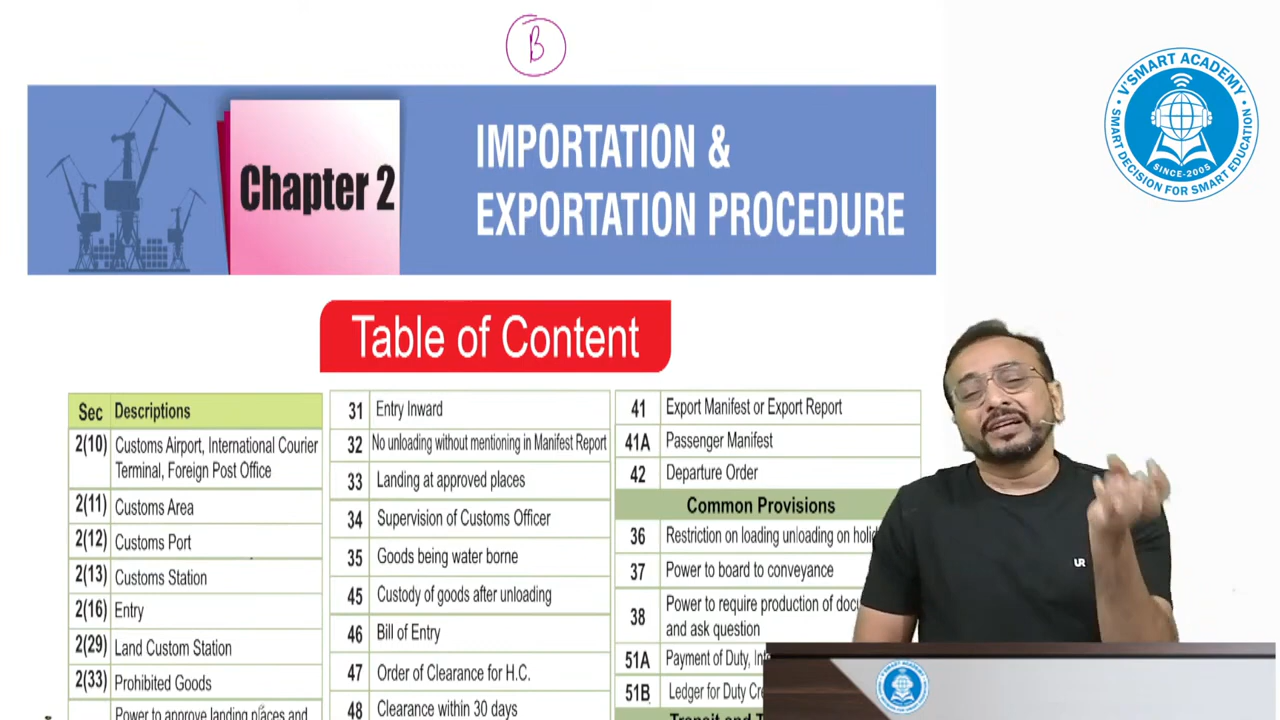 B
Chapter 2
IMPORTATION &
EXPORTATION PROCEDURE
V'SMART ACADEMY
SMART DECISION FOR SMART EDUCATION
SINCE-2005
Table of Content
Sec Descriptions
2(10) Customs Airport, International Courier
Terminal, Foreign Post Office
2(11) Customs Area
2(12) Customs Port
2(13) Customs Station
2(16) Entry
2(29) Land Custom Station
2(33) Prohibited Goods
Power to approve landing places and
31 Entry Inward
32 No unloading without mentioning in Manifest Report
33 Landing at approved places
34 Supervision of Customs Officer
35 Goods being water borne
45 Custody of goods after unloading
46 Bill of Entry
47 Order of Clearance for H.C.
48 Clearance within 30 days
41 Export Manifest or Export Report
41A Passenger Manifest
42 Departure Order
Common Provisions
36 Restriction on loading unloading on
37 Power to board to conveyance
38 Power to require production of
and ask question
51A Payment of Duty,
51B Ledger for Duty
UR